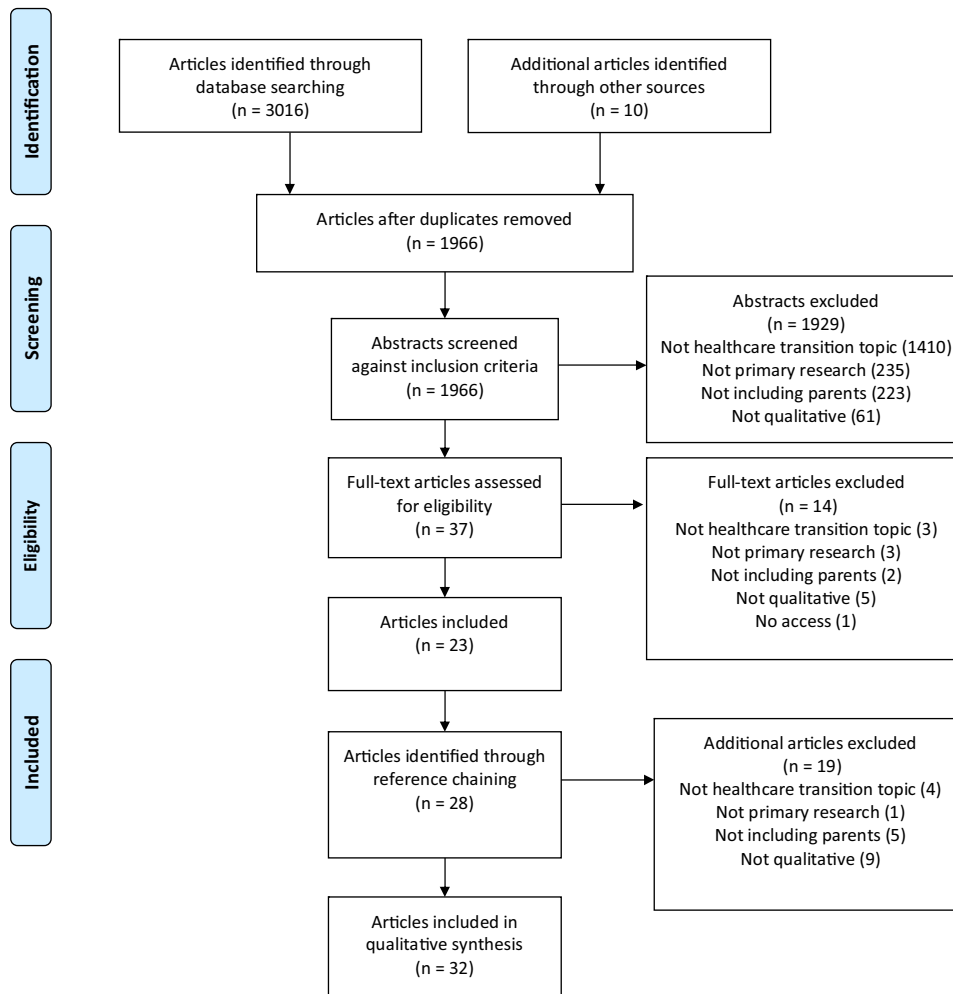 Identification
Articles identified through
database searching
(n = 3016)
Additional articles identified
through other sources
(n = 10)
Articles after duplicates removed
(n = 1966)
Screening
Abstracts screened
against inclusion criteria
(n = 1966)
Abstracts excluded
(n = 1929)
Not healthcare transition topic (1410)
Not primary research (235)
Not including parents (223)
Not qualitative (61)
Eligibility
Full-text articles assessed
for eligibility
(n = 37)
Full-text articles excluded
(n = 14)
Not healthcare transition topic (3)
Not primary research (3)
Not including parents (2)
Not qualitative (5)
No access (1)
Articles included
(n = 23)
Included
Articles identified through
reference chaining
(n = 28)
Additional articles excluded
(n = 19)
Not healthcare transition topic (4)
Not primary research (1)
Not including parents (5)
Not qualitative (9)
Articles included in
qualitative synthesis
(n = 32)